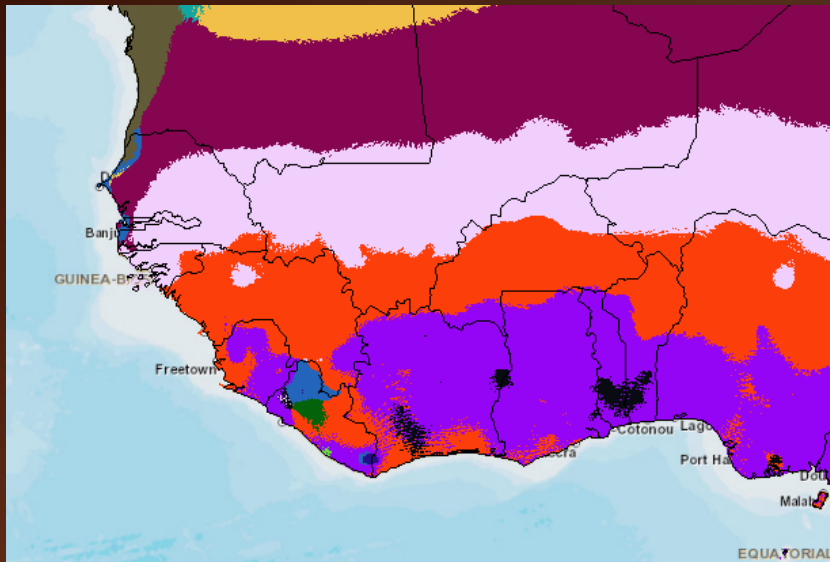 D
Banju
GUINEA-B
Freetown
Cotonou
Lago
Port Ha
Dou
Malab
EQUATORIAL